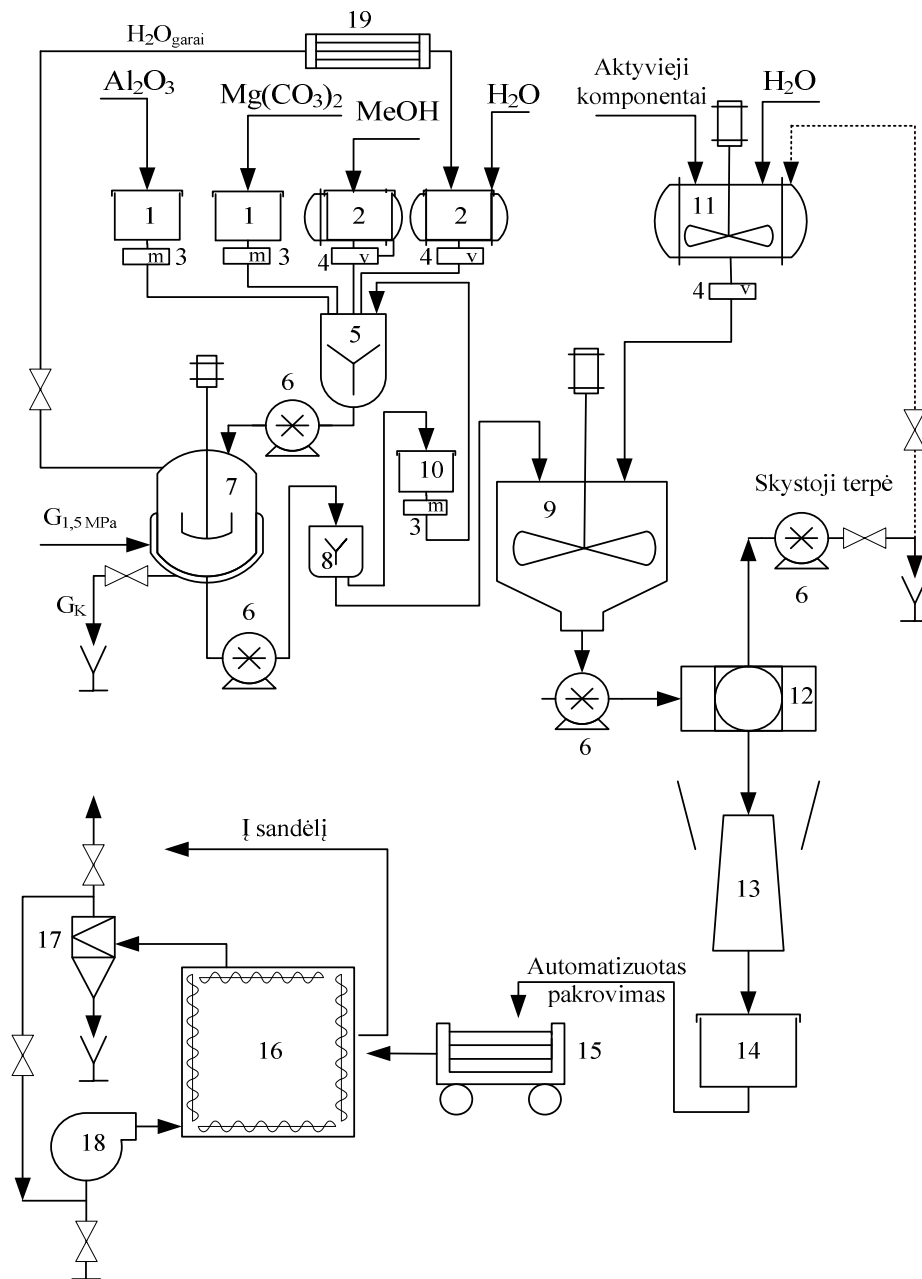 19
H₂Ogarai
Al₂O₃
Mg(CO₃)₂
MeOH
H₂O
Aktyvieji
komponentai
H₂O
1
1
2
2
11
m
3
m
3
4
v
4
v
4
v
5
6
7
10
9
Skystoji terpė
m
3
G1,5 MPa
8
6
GK
6
6
12
Į sandėlį
13
17
Automatizuotas
pakrovimas
16
15
14
18